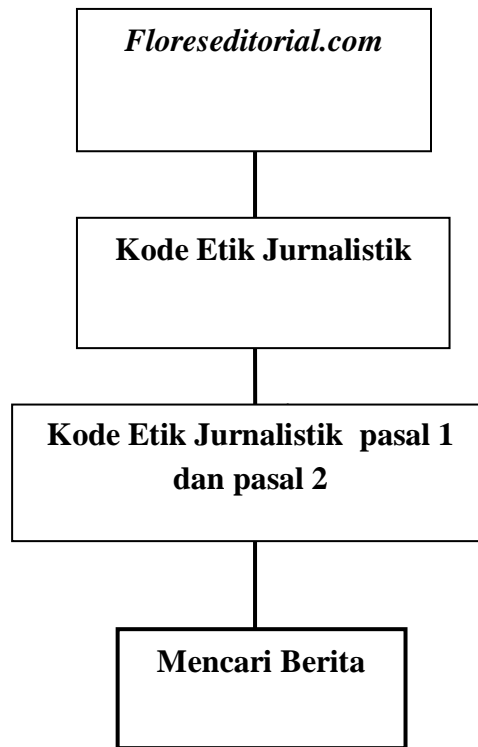 Floreseditorial.com
Kode Etik Jurnalistik
Kode Etik Jurnalistik pasal 1
dan pasal 2
Mencari Berita